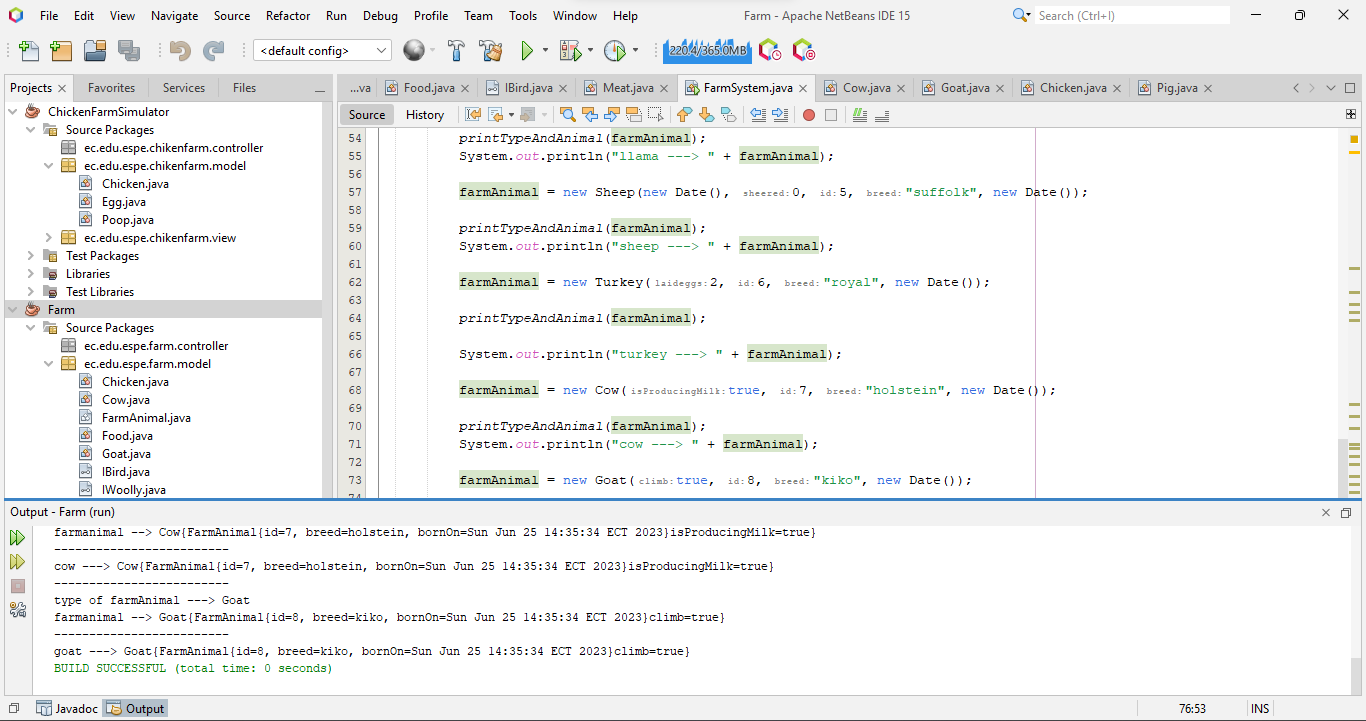 File Edit View Navigate Source Refactor Run Debug Profile Team Tools Window Help Farm - Apache NetBeans IDE 15 Search (Ctrl+I)
<default config> 220.4/365.0MB
Projects Favorites Services Files
...va Food.java IBird.java Meat.java FarmSystem.java Cow.java Goat.java Chicken.java Pig.java
Source History
ChickenFarmSimulator
Source Packages
ec.edu.espe.chikenfarm.controller
ec.edu.espe.chikenfarm.model
Chicken.java
Egg.java
Poop.java
ec.edu.espe.chikenfarm.view
Test Packages
Libraries
Test Libraries
Farm
Source Packages
ec.edu.espe.farm.controller
ec.edu.espe.farm.model
Chicken.java
Cow.java
FarmAnimal.java
Food.java
Goat.java
IBird.java
IWoolly.java
54 printTypeAndAnimal(farmAnimal);
55 System.out.println("llama ---> " + farmAnimal);
56
57 farmAnimal = new Sheep(new Date(), sheered: 0, id: 5, breed: "suffolk", new Date());
58
59 printTypeAndAnimal(farmAnimal);
60 System.out.println("sheep ---> " + farmAnimal);
61
62 farmAnimal = new Turkey( laideggs: 2, id: 6, breed: "royal", new Date());
63
64 printTypeAndAnimal(farmAnimal);
65
66 System.out.println("turkey ---> " + farmAnimal);
67
68 farmAnimal = new Cow( isProducingMilk: true, id: 7, breed: "holstein", new Date());
69
70 printTypeAndAnimal(farmAnimal);
71 System.out.println("cow ---> " + farmAnimal);
72
73 farmAnimal = new Goat( climb: true, id: 8, breed: "kiko", new Date());
74
Output - Farm (run)
farmanimal --> Cow{FarmAnimal{id=7, breed=holstein, bornOn=Sun Jun 25 14:35:34 ECT 2023}isProducingMilk=true}
-------------------------
cow ---> Cow{FarmAnimal{id=7, breed=holstein, bornOn=Sun Jun 25 14:35:34 ECT 2023}isProducingMilk=true}
-------------------------
type of farmAnimal ---> Goat
farmanimal --> Goat{FarmAnimal{id=8, breed=kiko, bornOn=Sun Jun 25 14:35:34 ECT 2023}climb=true}
-------------------------
goat ---> Goat{FarmAnimal{id=8, breed=kiko, bornOn=Sun Jun 25 14:35:34 ECT 2023}climb=true}
BUILD SUCCESSFUL (total time: 0 seconds)
Javadoc Output 76:53 INS